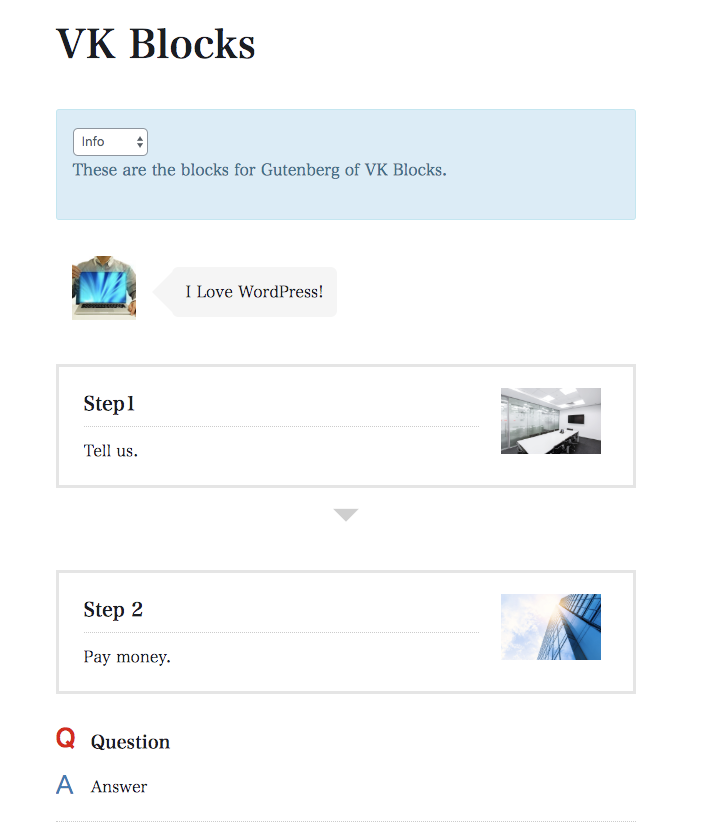 VK Blocks
Info
These are the blocks for Gutenberg of VK Blocks.
I Love WordPress!
Step1
Tell us.
Step 2
Pay money.
Q Question
A Answer